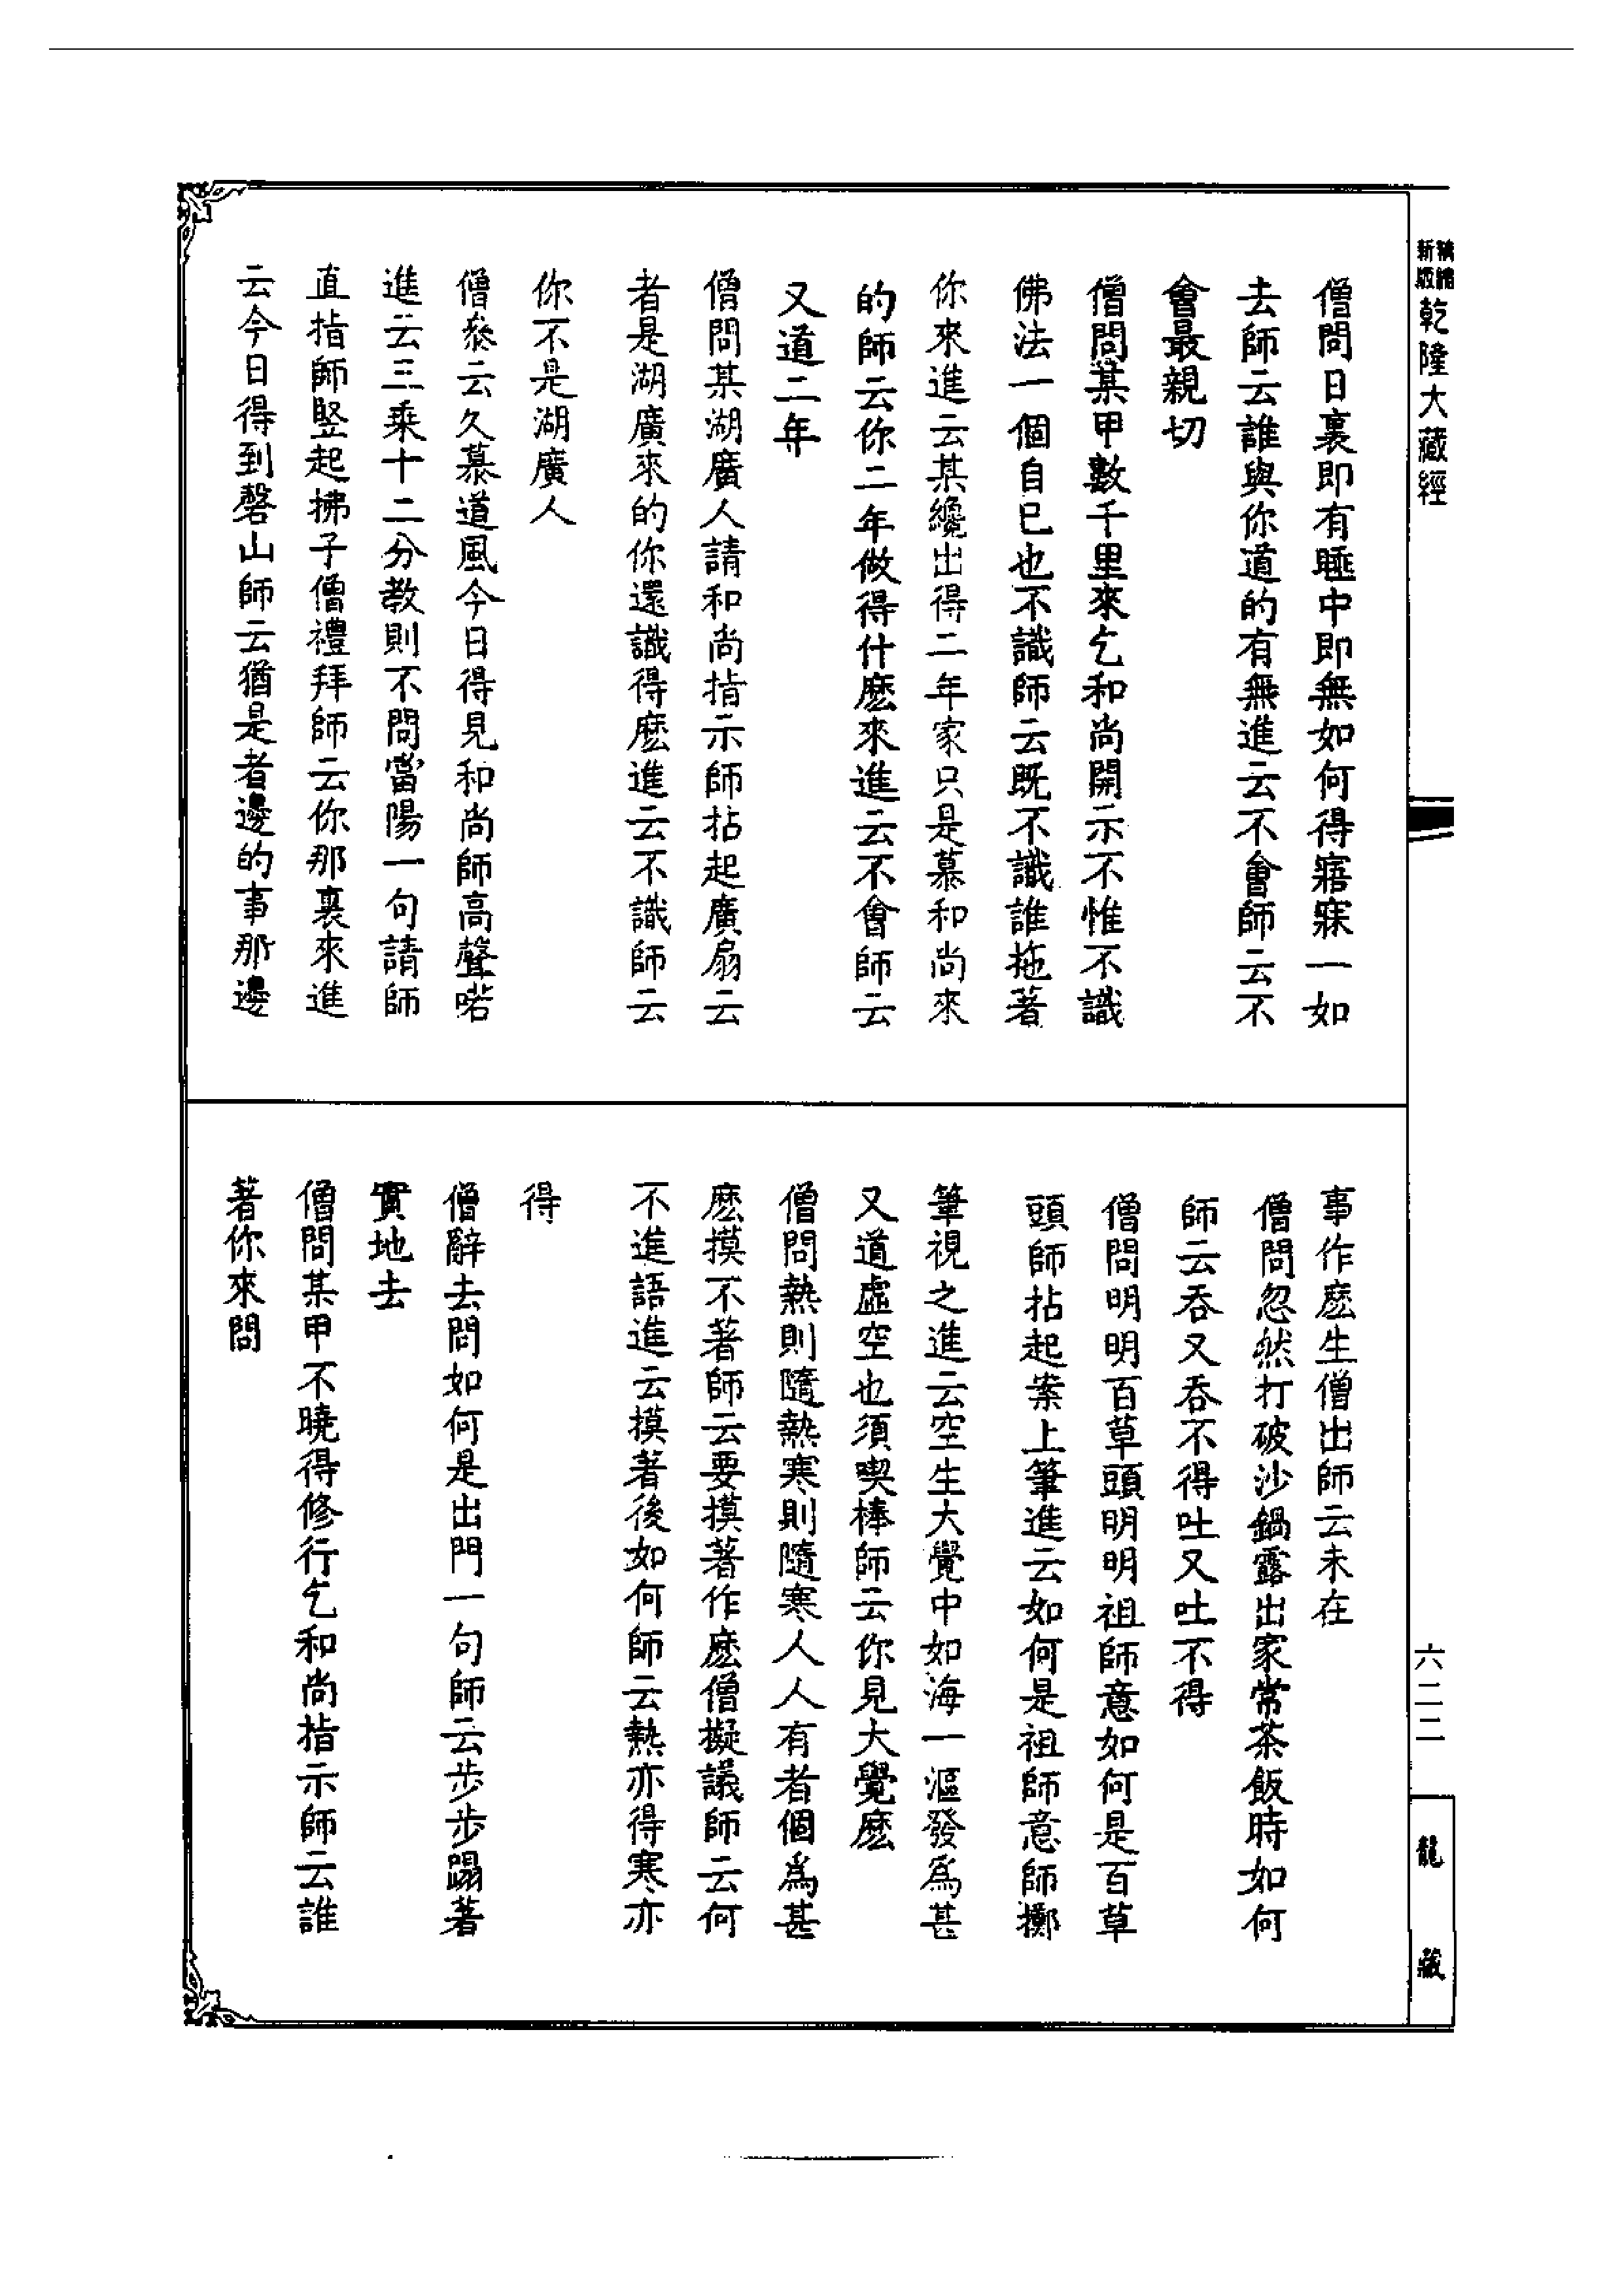 新版精縮乾隆大藏經
僧問日裏即有睡中即無如何得寤寐一如
去師云誰與你道的有無進云不會師云不
會最親切
僧問某甲數千里來乞和尚開示不惟不識
佛法一個自已也不識師云既不識誰拖著
你來進云某纔出得二年家只是慕和尚來
的師云你二年做得什麽來進云不會師云
又道二年
僧問某湖廣人請和尚指示師拈起廣扇云
者是湖廣來的你還識得麽進云不識師云
你不是湖廣人
僧叅云久慕道風今日得見和尚師高聲喏
進云三乘十二分教則不問當陽一句請師
直指師竪起拂子僧禮拜師云你那裏來進
云今日得到磬山師云猶是者邊的事那邊
事作麽生僧出師云未在
僧問忽然打破沙鍋露出家常茶飯時如何
師云吞又吞不得吐又吐不得
僧問明明百草頭明明祖師意如何是百草
頭師拈起案上筆進云如何是祖師意師擲
筆視之進云空生大覺中如海一漚發爲甚
又道虛空也須喫棒師云你見大覺麽
僧問熱則隨熱寒則隨寒人人有者個爲甚
麽摸不著師云要摸著作麽僧擬議師云何
不進語進云摸著後如何師云熱亦得寒亦
得
僧辭去問如何是出門一句師云步步蹋著
實地去
僧問某甲不曉得修行乞和尚指示師云誰
著你來問
六二二
龍藏